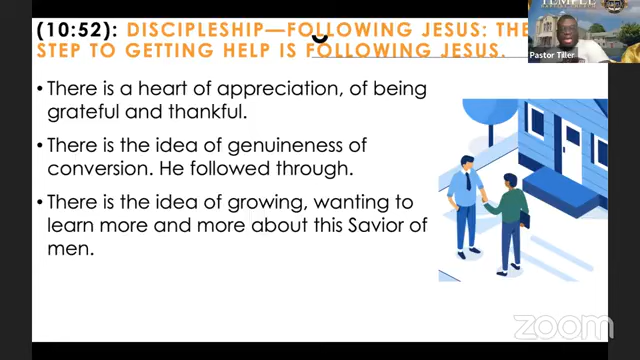 (10:52): DISCIPLESHIP—FOLLOWING JESUS: THE
STEP TO GETTING HELP IS FOLLOWING JESUS.
• There is a heart of appreciation, of being
grateful and thankful.
• There is the idea of genuineness of
conversion. He followed through.
• There is the idea of growing, wanting to
learn more and more about this Savior of
men.
TEMPLE
Pastor Tiller
zoom